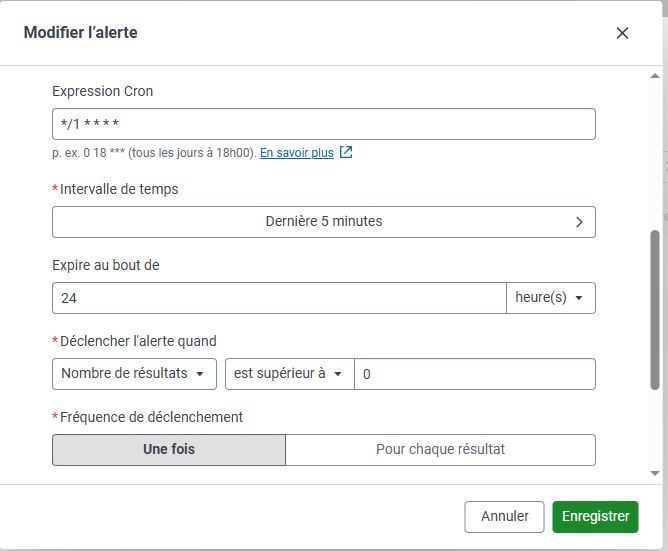 Modifier l’alerte
Expression Cron
*/1 * * * *
p. ex. 0 18 *** (tous les jours à 18h00). En savoir plus
*Intervalle de temps
Dernière 5 minutes
Expire au bout de
24 heure(s)
*Déclencher l'alerte quand
Nombre de résultats est supérieur à 0
*Fréquence de déclenchement
Une fois Pour chaque résultat
Annuler Enregistrer